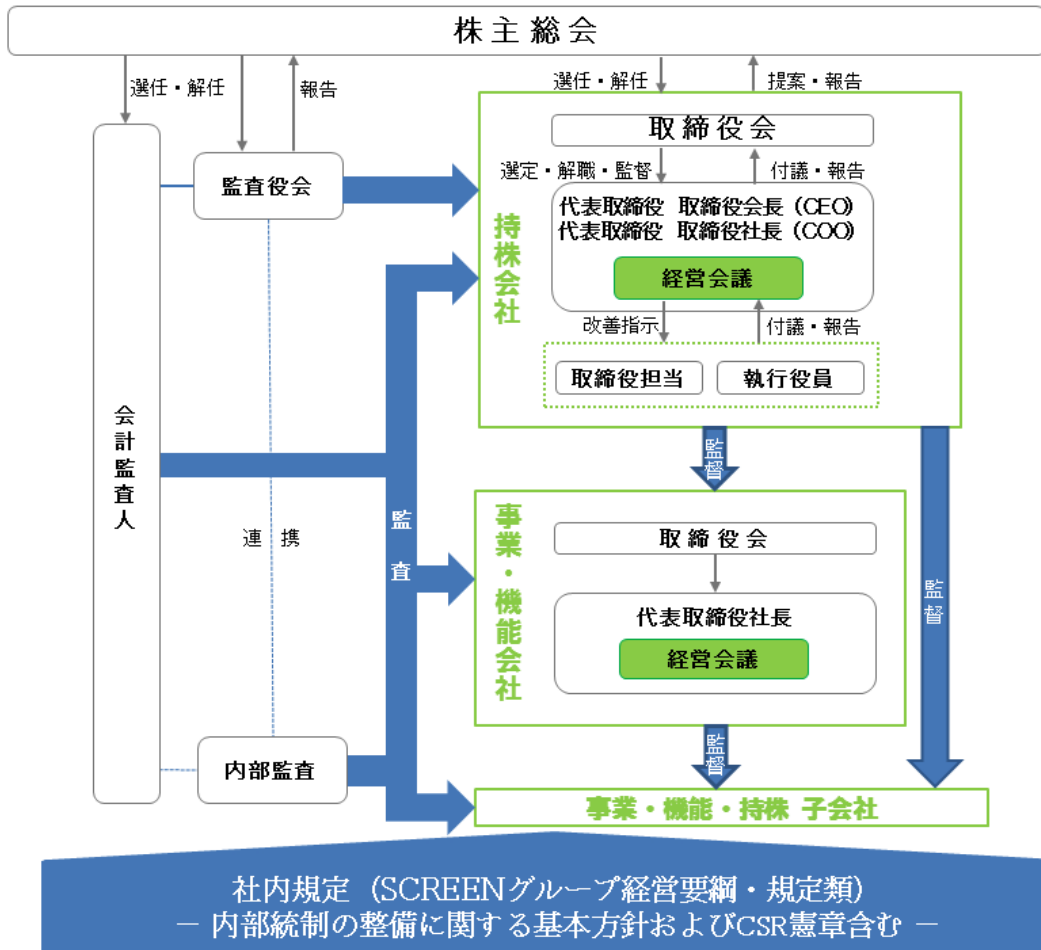 株主総会
選任・解任
報告
選任・解任
提案・報告
取締役会
監査役会
選定・解職・監督
付議・報告
持株会社
代表取締役 取締役会長（CEO）
代表取締役 取締役社長（COO）
経営会議
改善指示
付議・報告
取締役担当
執行役員
会計監査人
監督
監査
連携
事業・機能会社
取締役会
監督
代表取締役社長
経営会議
監督
内部監査
事業・機能・持株 子会社
社内規定（SCREENグループ経営要綱・規定類）
－ 内部統制の整備に関する基本方針およびCSR憲章含む －